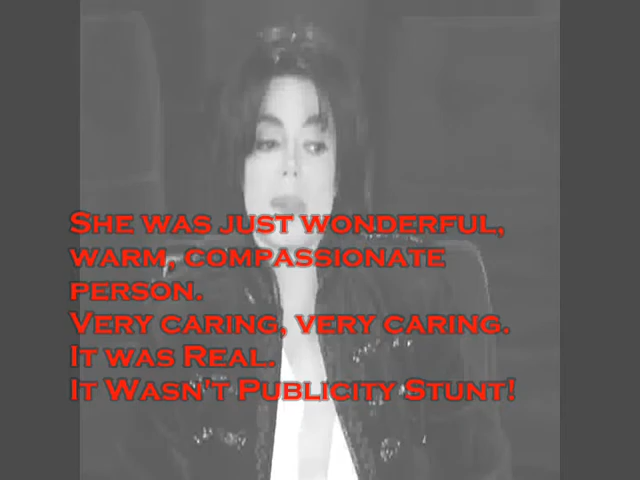 She was just wonderful,
warm, compassionate
person.
Very caring, very caring.
It was Real.
It Wasn't Publicity Stunt!